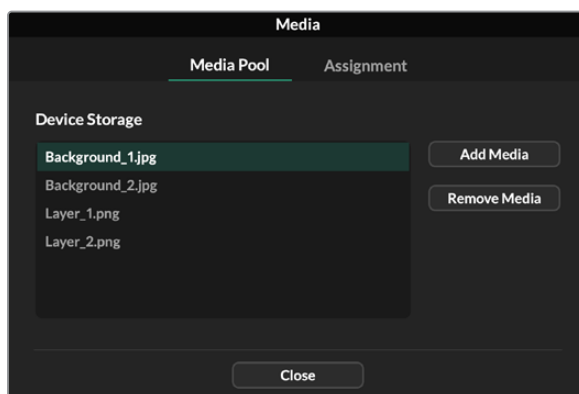 Media
Media Pool
Assignment
Device Storage
Background_1.jpg
Add Media
Background_2.jpg
Remove Media
Layer_1.png
Layer_2.png
Close